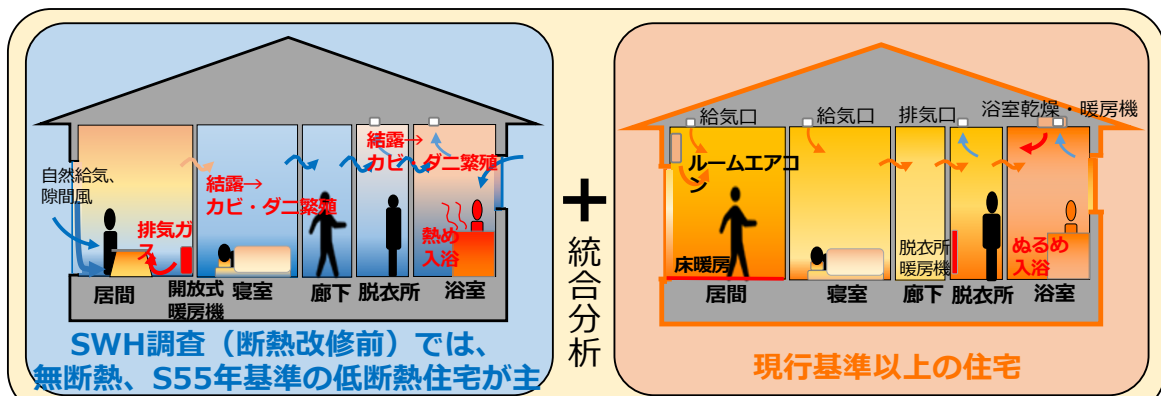 自然給気、
隙間風
結露→
カビ・ダニ繁殖
結露→
カビ・ダニ繁殖
排気ガ
ス
熱め
入浴
居間
開放式
暖房機
寝室
廊下
脱衣所
浴室
SWH調査（断熱改修前）では、
無断熱、S55年基準の低断熱住宅が主
＋
統合分析
給気口
給気口
排気口
浴室乾燥・暖房機
ルームエアコ
ン
床暖房
脱衣所
暖房機
ぬるめ
入浴
居間
寝室
廊下
脱衣所
浴室
現行基準以上の住宅